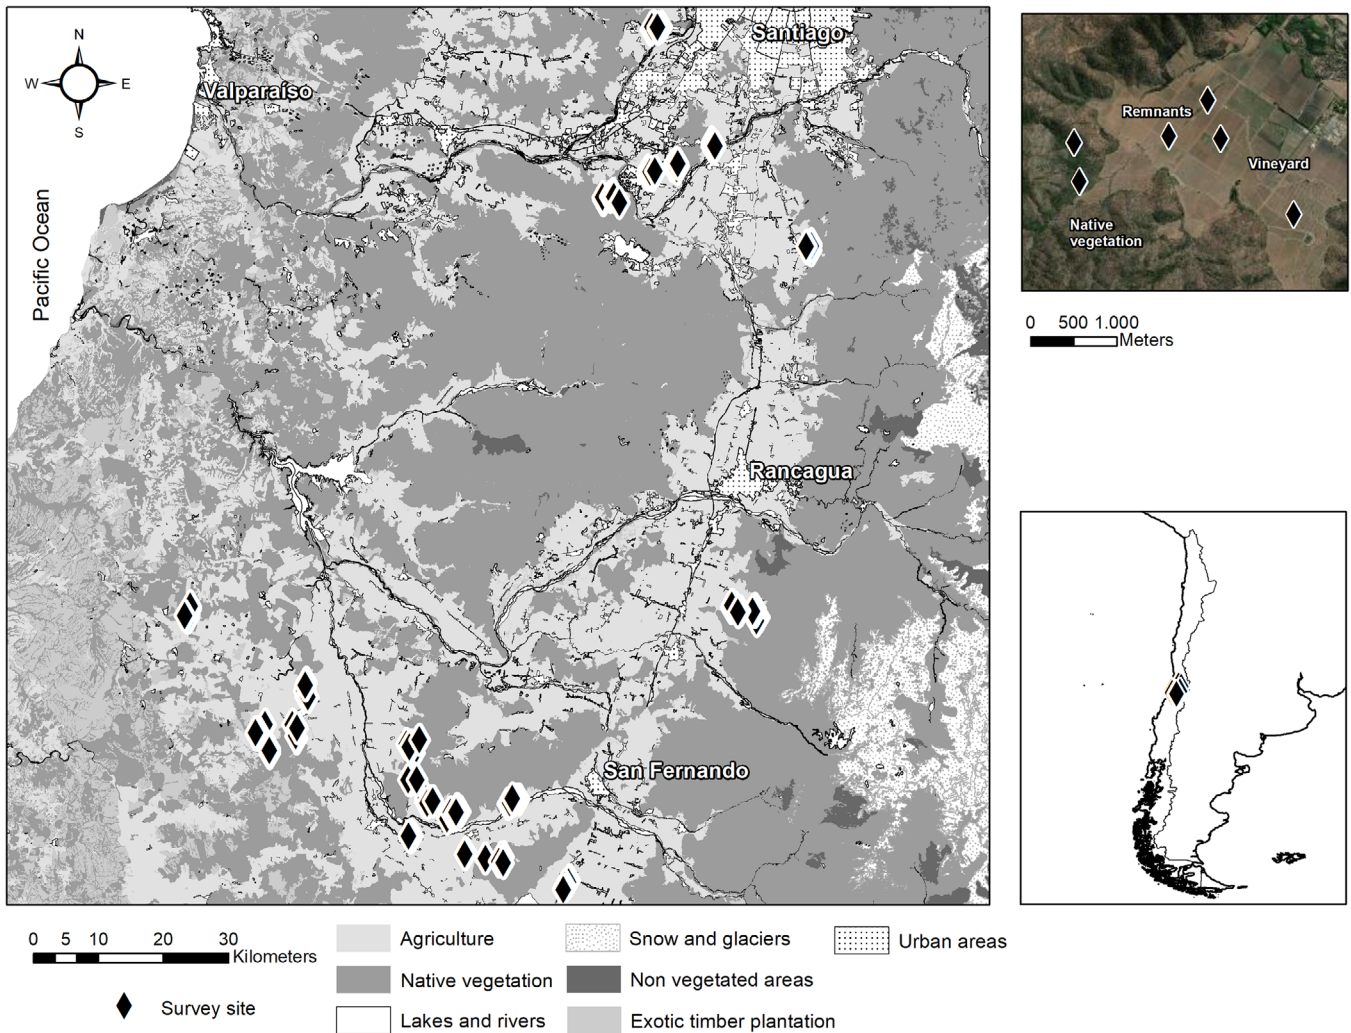 N
W E
S
Valparaíso
Santiago
Pacific Ocean
Rancagua
San Fernando
Remnants
Vineyard
Native
vegetation
0 500 1.000
Meters
0 5 10 20 30
Kilometers
Survey site
Agriculture
Native vegetation
Lakes and rivers
Snow and glaciers
Non vegetated areas
Exotic timber plantation
Urban areas